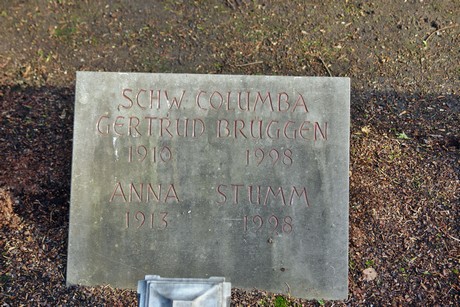 SCHW. COLUMBA
GERTRUD BRÜGGEN
1910 1998
ANNA STUMM
1913 1998